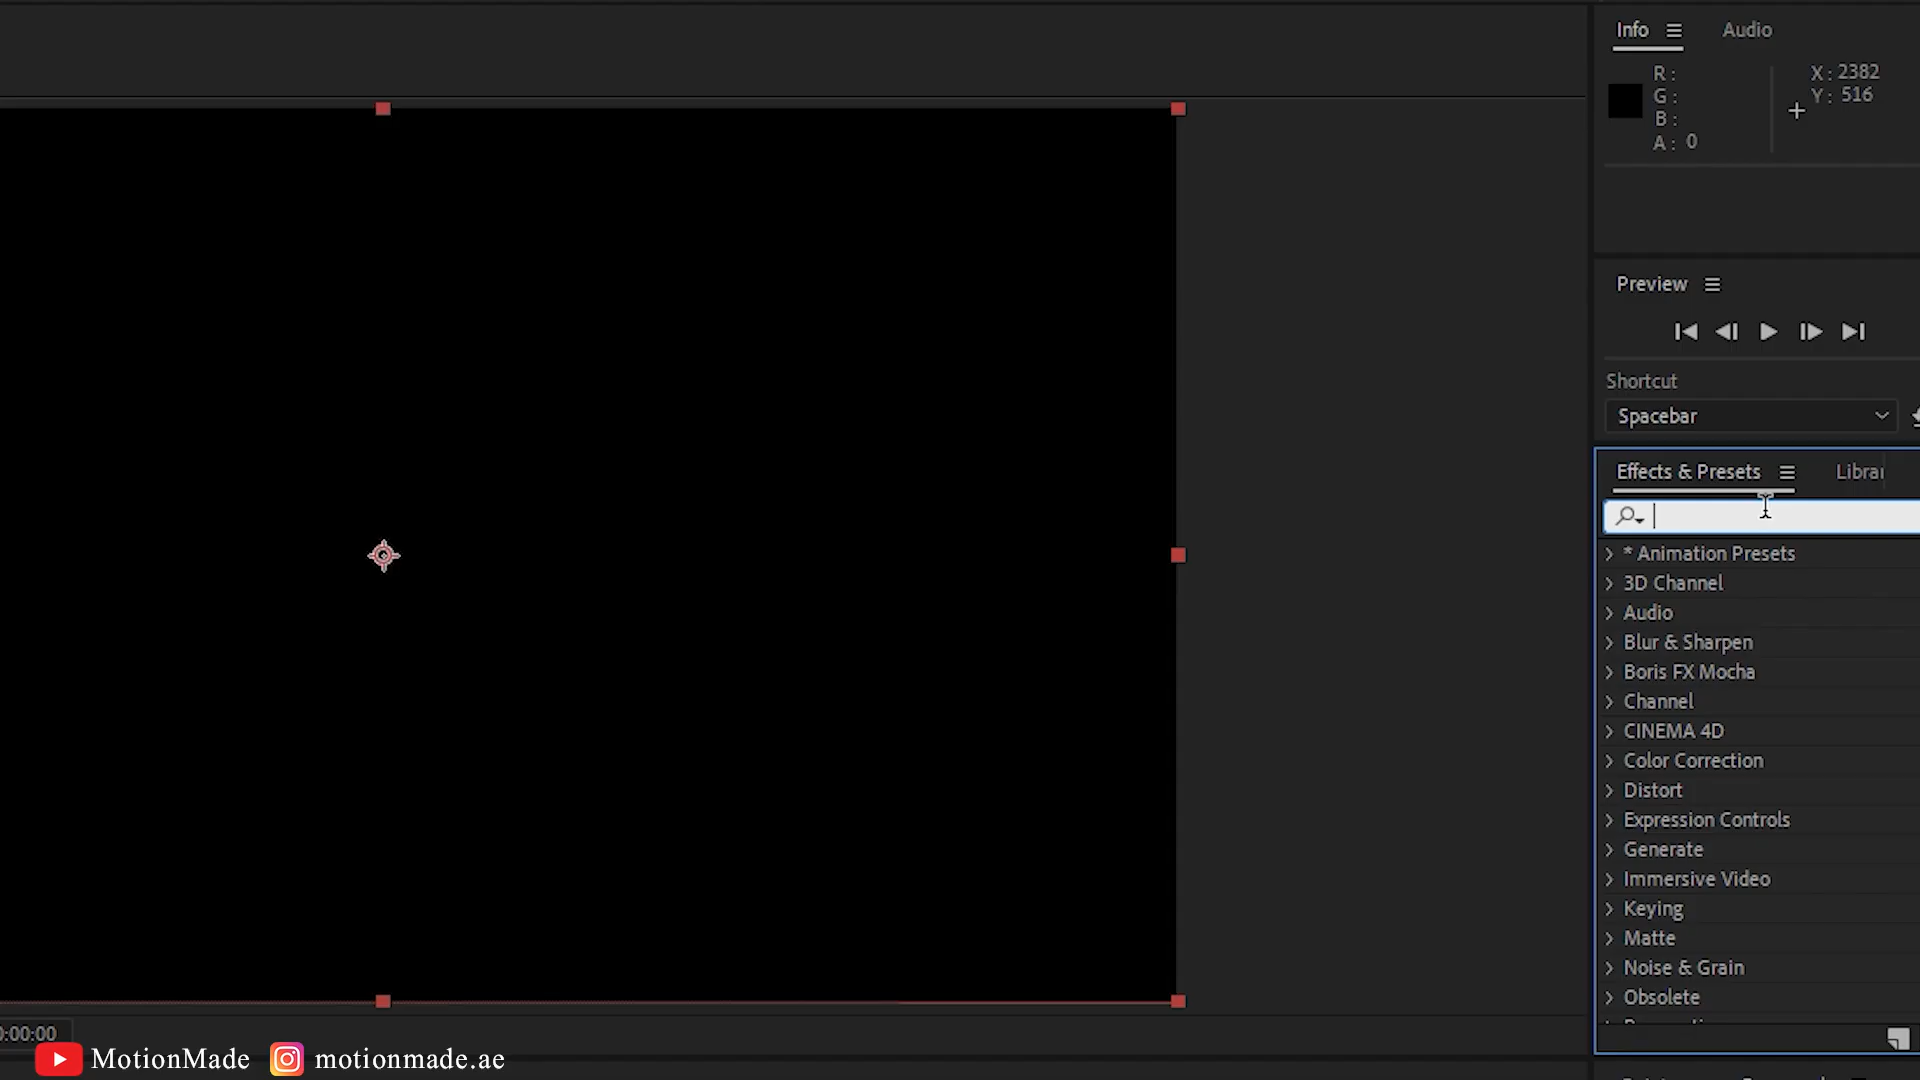 Info
Audio
R :
G :
B :
A : 0
X : 2382
Y : 516
Preview
Shortcut
Spacebar
Effects & Presets
* Animation Presets
3D Channel
Audio
Blur & Sharpen
Boris FX Mocha
Channel
CINEMA 4D
Color Correction
Distort
Expression Controls
Generate
Immersive Video
Keying
Matte
Noise & Grain
Obsolete
:00:00
MotionMade
motionmade.ae